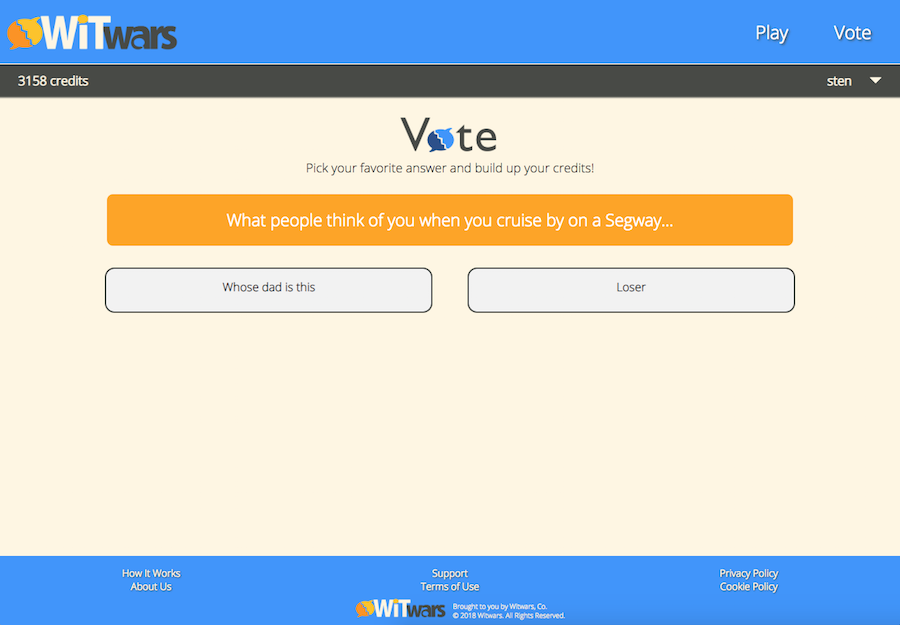 WiTwars
Play Vote
3158 credits
sten
Vote
Pick your favorite answer and build up your credits!
What people think of you when you cruise by on a Segway...
Whose dad is this
Loser
How It Works
About Us
Support
Terms of Use
Privacy Policy
Cookie Policy
WiTwars
Brought to you by Witwars, Co.
© 2018 Witwars. All Rights Reserved.